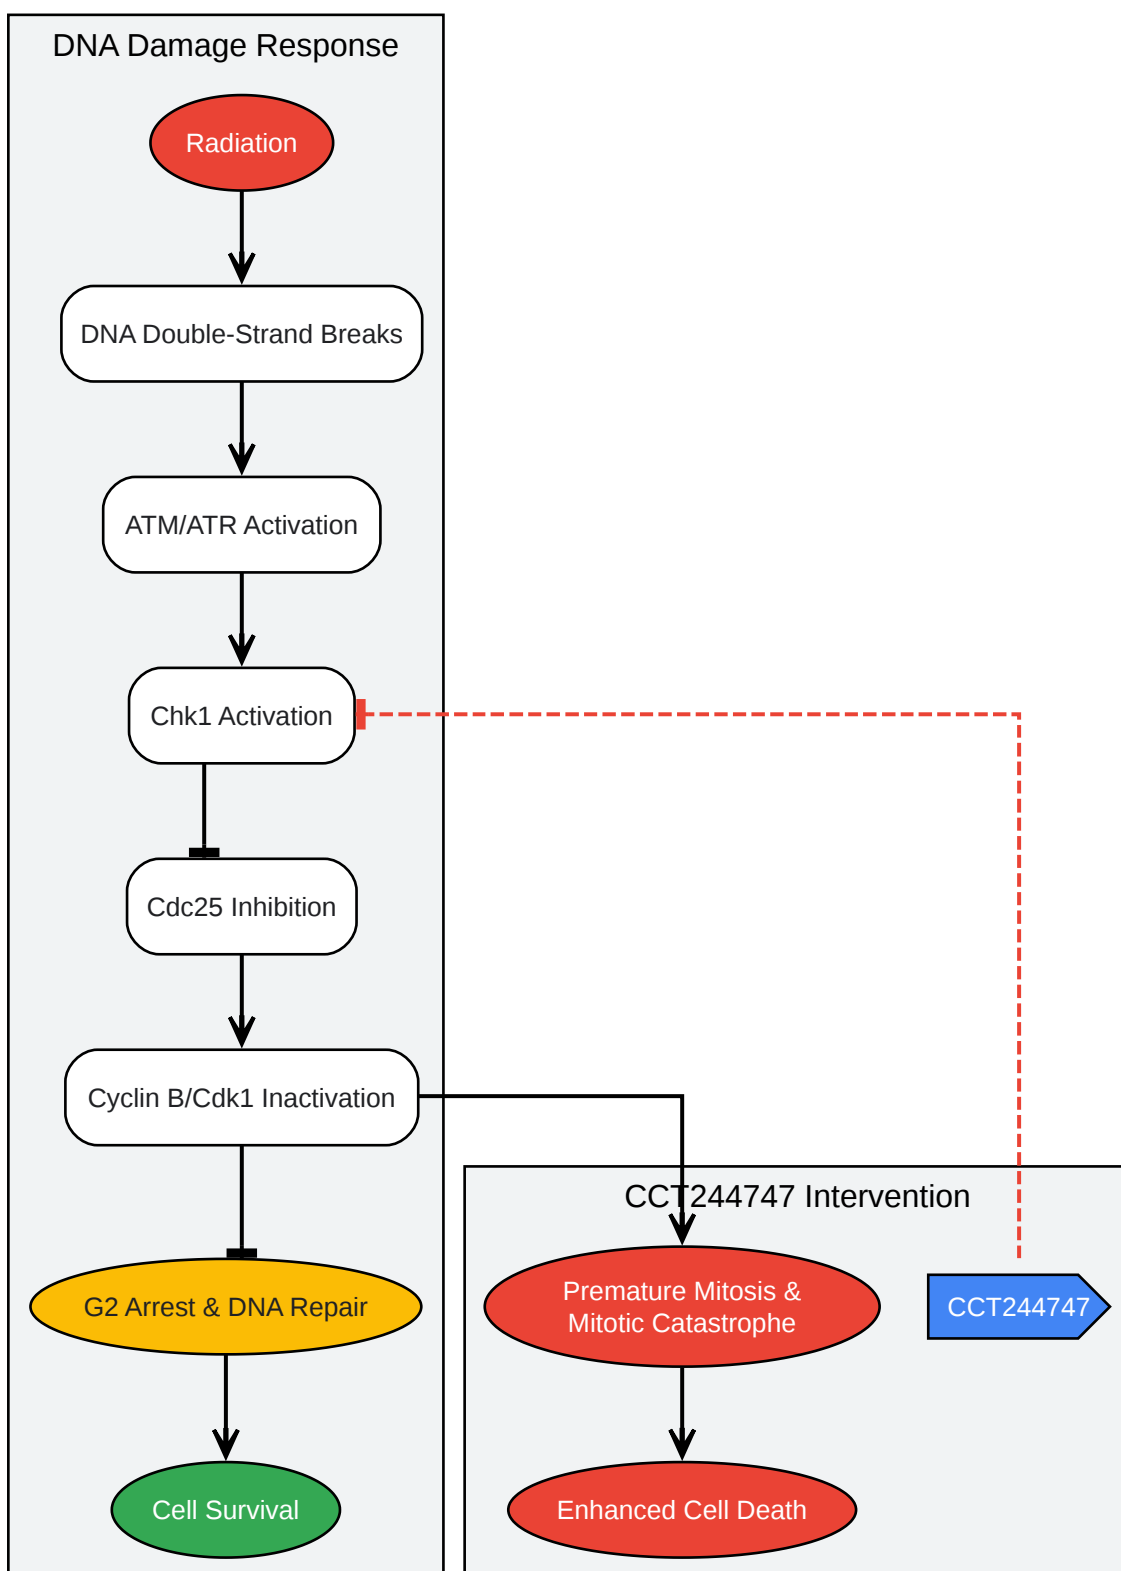 DNA Damage Response
Radiation
DNA Double-Strand Breaks
ATM/ATR Activation
Chk1 Activation
Cdc25 Inhibition
Cyclin B/Cdk1 Inactivation
G2 Arrest & DNA Repair
Cell Survival
CCT244747 Intervention
Premature Mitosis &
Mitotic Catastrophe
CCT244747
Enhanced Cell Death